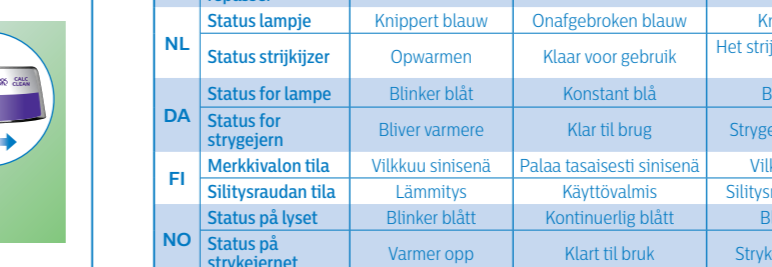 CALC
CLEAN
NL
Status lampje
Knippert blauw
Onafgebroken blauw
Status strijkijzer
Opwarmen
Klaar voor gebruik
Het
DA
Status for lampe
Blinker blåt
Konstant blå
Status for
strygejern
Bliver varmere
Klar til brug
FI
Merkkivalon tila
Vilkkuu sinisenä
Palaa tasaisesti sinisenä
Silitysraudan tila
Lämmitys
Käyttövalmis
NO
Status på lyset
Blinker blått
Kontinuerlig blått
Status på
strykejernet
Varmer opp
Klart til bruk